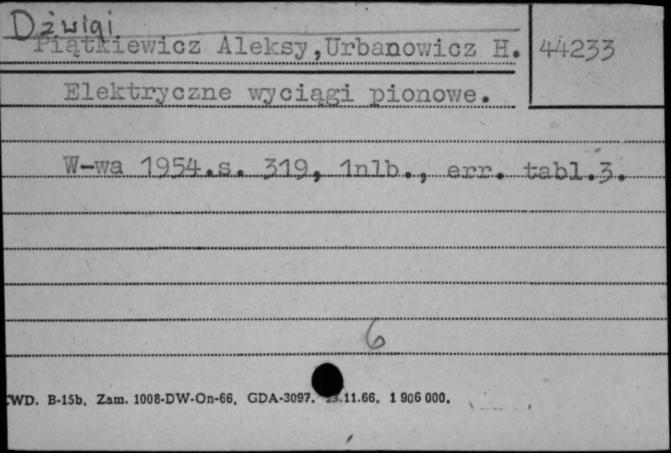 Dźwigi
Piątkiewicz Aleksy,Urbanowicz H.
44233
Elektryczne wyciągi pionowe.
W-wa 1954.s. 319, 1nlb., err. tabl.3.
6
WD. B-15b. Zam. 1008-DW-On-66. GDA-3097. 11.66. 1 906 000.